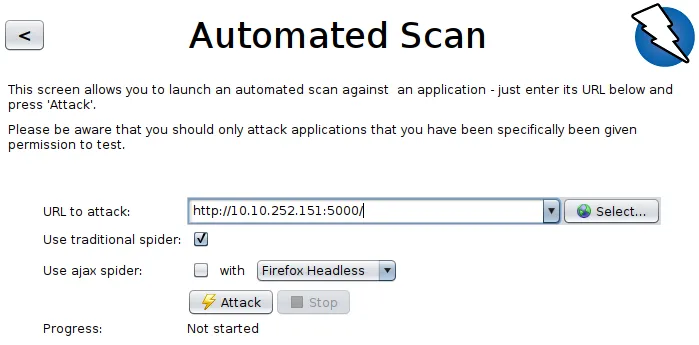 <
Automated Scan
This screen allows you to launch an automated scan against  an application - just enter its URL below and
press 'Attack'.
Please be aware that you should only attack applications that you have been specifically been given
permission to test.
URL to attack: http://10.10.252.151:5000/ Select...
Use traditional spider:
Use ajax spider: with Firefox Headless
Attack Stop
Progress: Not started